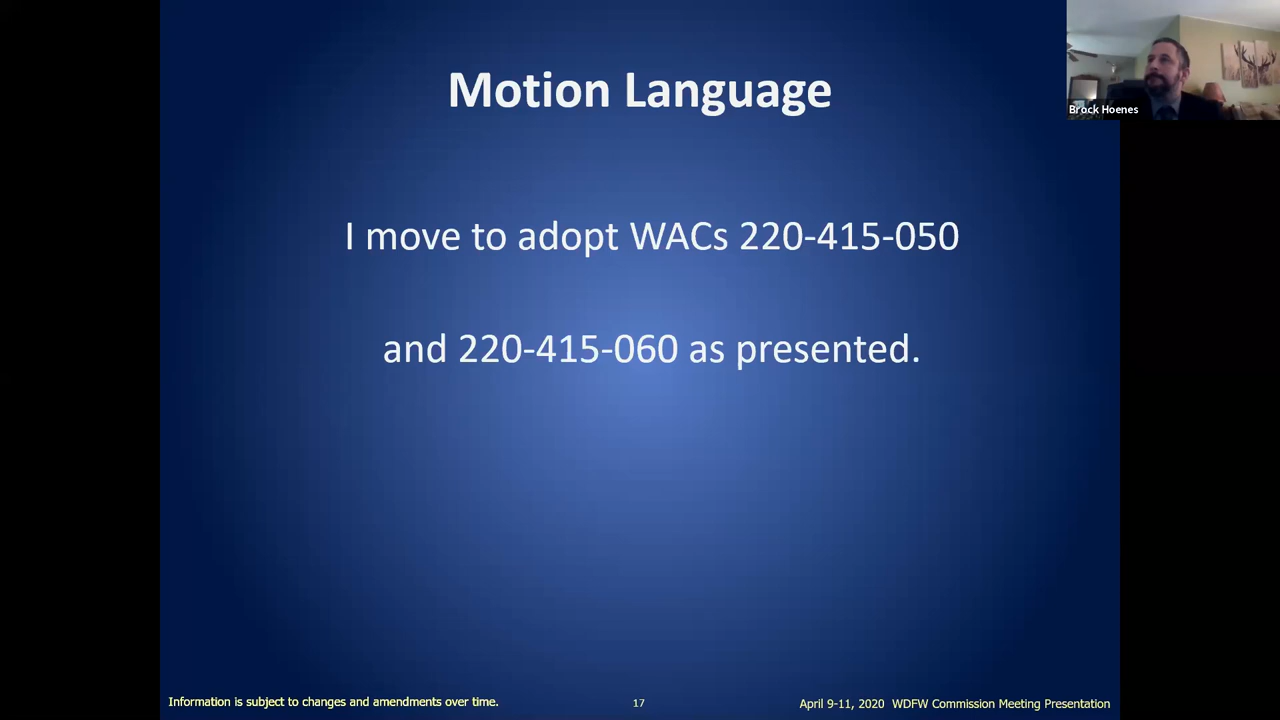 Motion Language
Brock Hoenes
I move to adopt WACs 220-415-050
and 220-415-060 as presented.
Information is subject to changes and amendments over time.
17
April 9-11, 2020 WDFW Commission Meeting Presentation